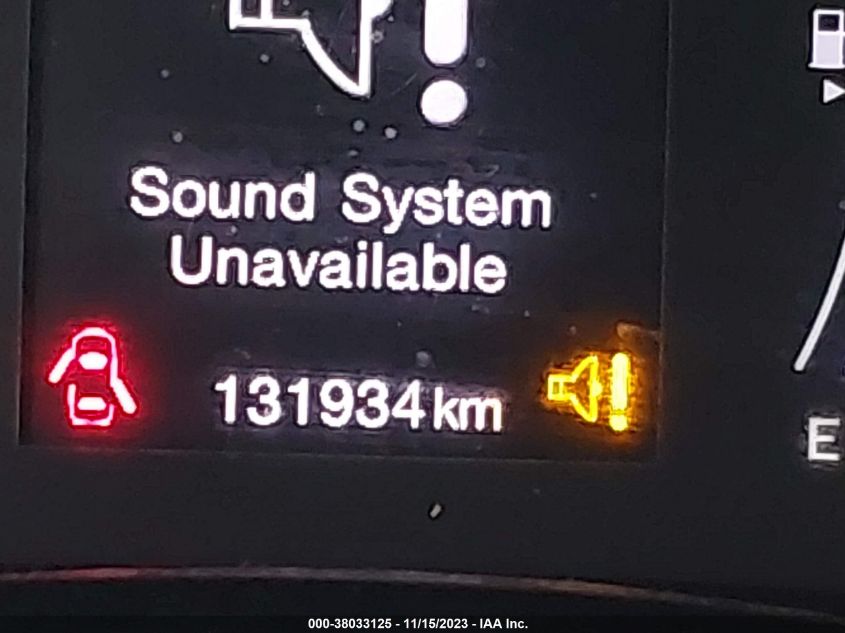 Sound System
Unavailable
131934 km
E
000-38033125 - 11/15/2023 - IAA Inc.